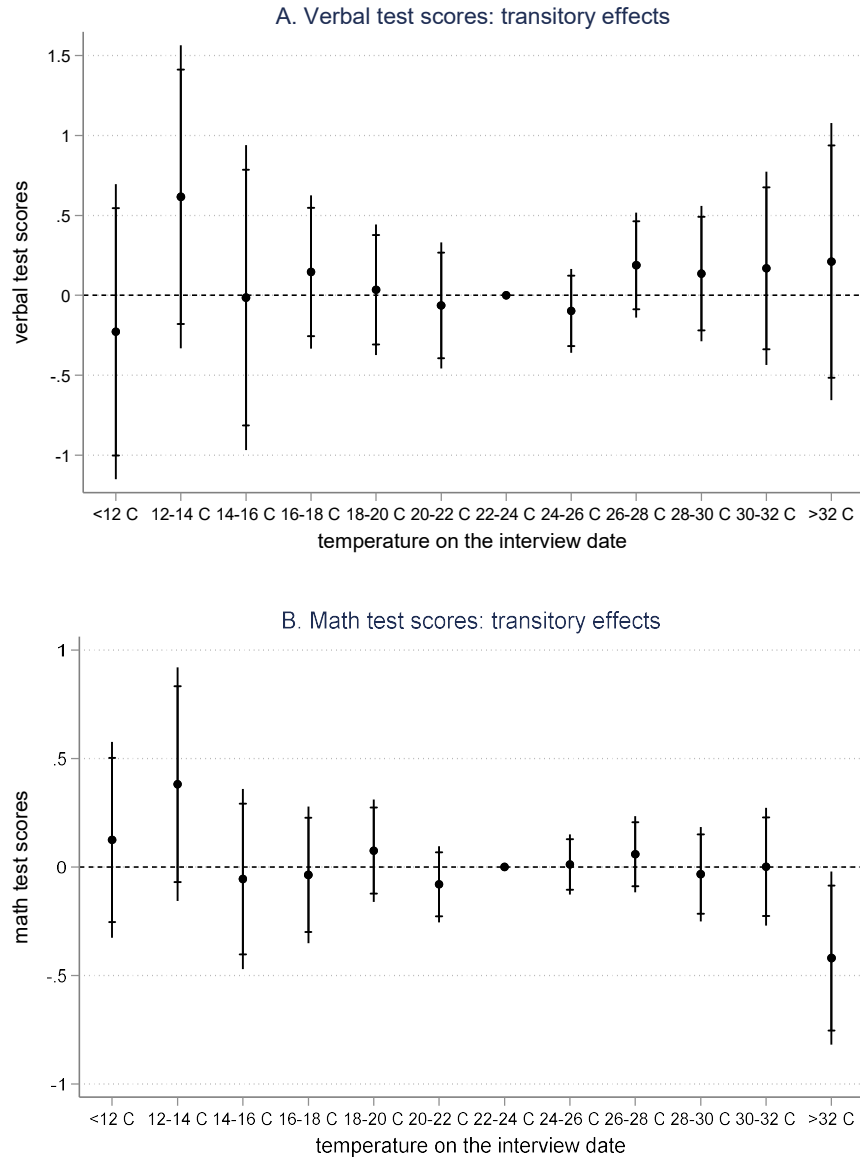 A. Verbal test scores: transitory effects
verbal test scores
1.5
1
.5
0
-.5
-1
<12 C 12-14 C 14-16 C 16-18 C 18-20 C 20-22 C 22-24 C 24-26 C 26-28 C 28-30 C 30-32 C >32 C
temperature on the interview date
B. Math test scores: transitory effects
math test scores
1
.5
0
-.5
-1
<12 C 12-14 C 14-16 C 16-18 C 18-20 C 20-22 C 22-24 C 24-26 C 26-28 C 28-30 C 30-32 C >32 C
temperature on the interview date